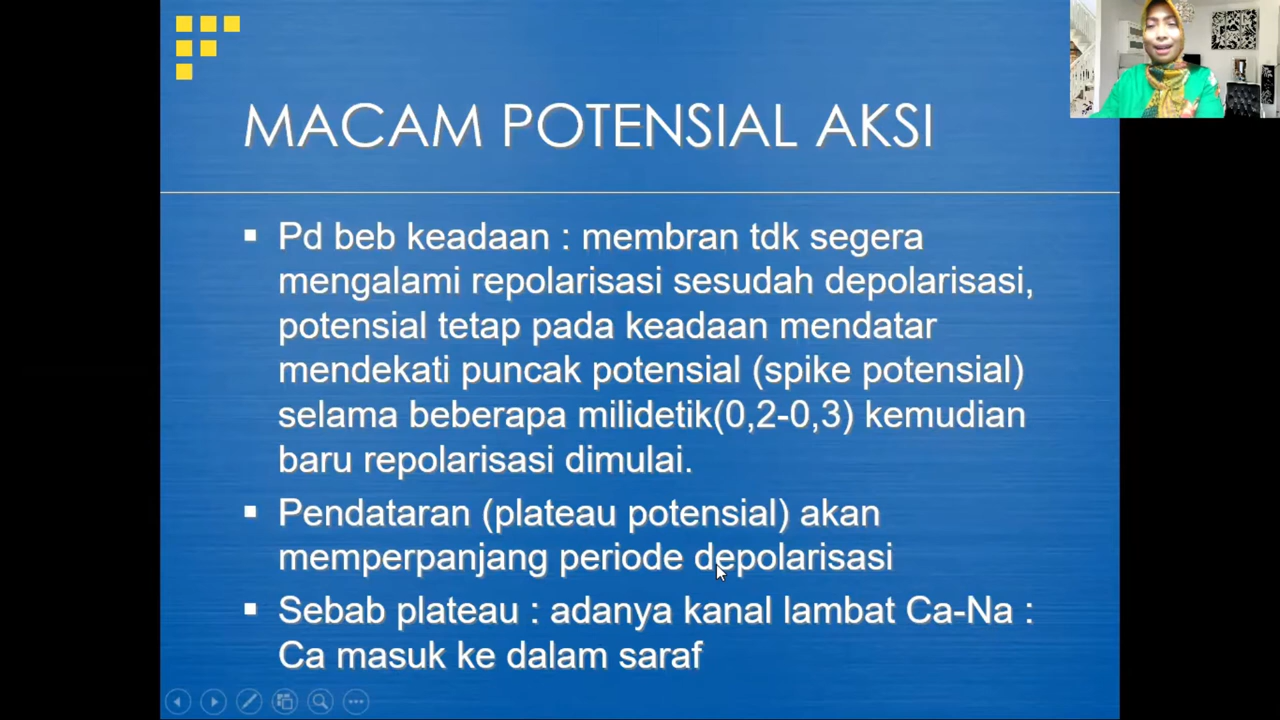 MACAM POTENSIAL AKSI
Pd beb keadaan : membran tdk segera
mengalami repolarisasi sesudah depolarisasi,
potensial tetap pada keadaan mendatar
mendekati puncak potensial (spike potensial)
selama beberapa milidetik(0,2-0,3) kemudian
baru repolarisasi dimulai.
Pendataran (plateau potensial) akan
memperpanjang periode depolarisasi
Sebab plateau : adanya kanal lambat Ca-Na :
Ca masuk ke dalam saraf